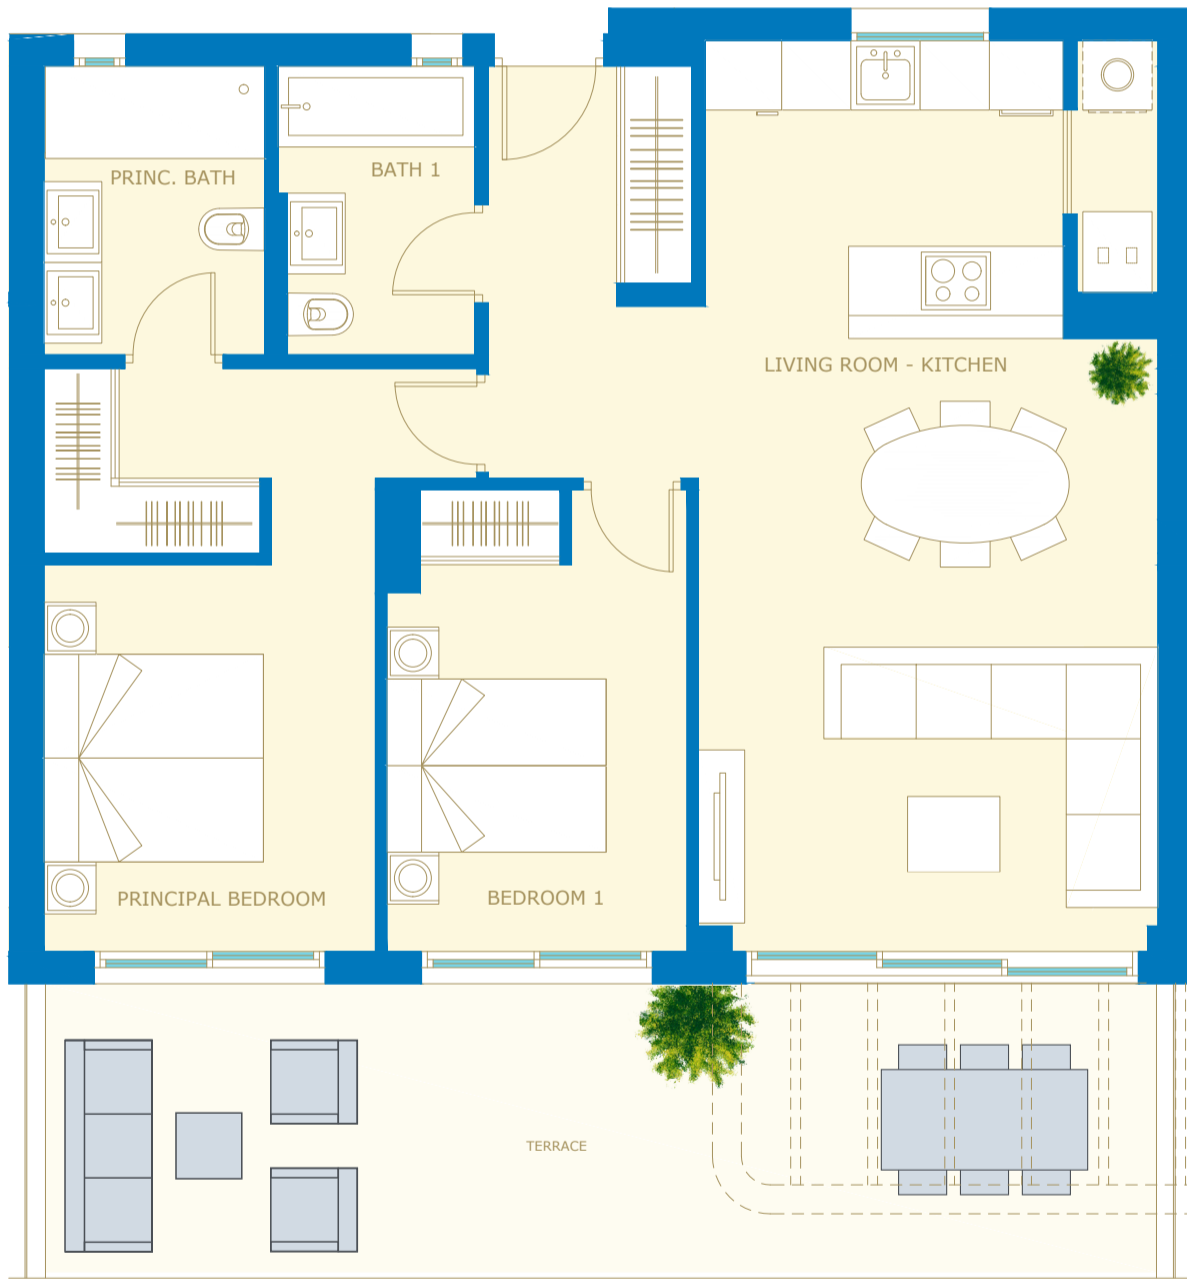 BATH 1
PRINC. BATH
LIVING ROOM - KITCHEN
PRINCIPAL BEDROOM
BEDROOM 1
TERRACE